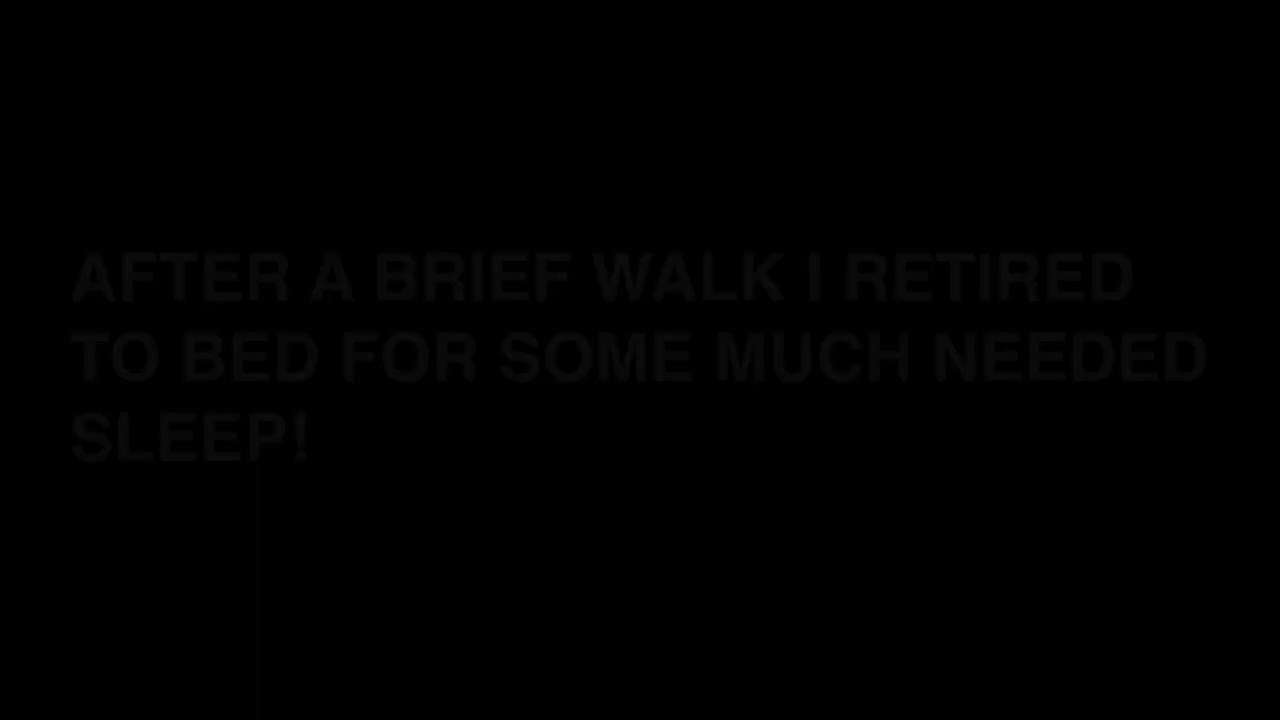 AFTER A BRIEF WALK I RETIRED
TO BED FOR SOME MUCH NEEDED
SLEEP!